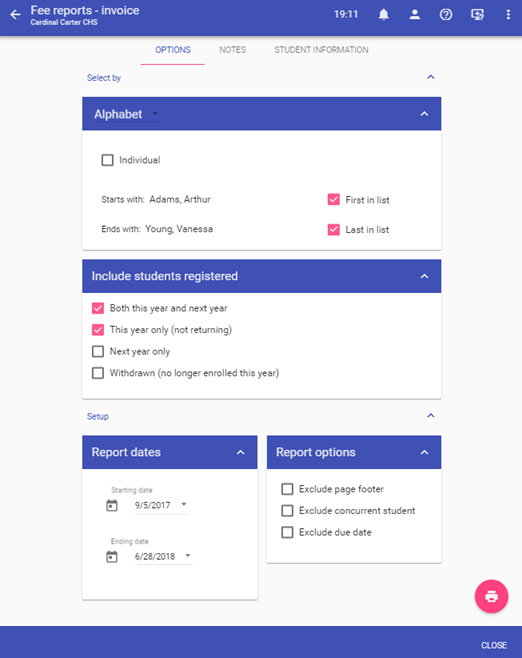 Fee reports - invoice
Cardinal Carter CHS
19:11
OPTIONS NOTES STUDENT INFORMATION
Select by
Alphabet
Individual
Starts with: Adams, Arthur First in list
Ends with: Young, Vanessa Last in list
Include students registered
Both this year and next year
This year only (not returning)
Next year only
Withdrawn (no longer enrolled this year)
Setup
Report dates
Starting date
9/5/2017
Ending date
6/28/2018
Report options
Exclude page footer
Exclude concurrent student
Exclude due date
CLOSE